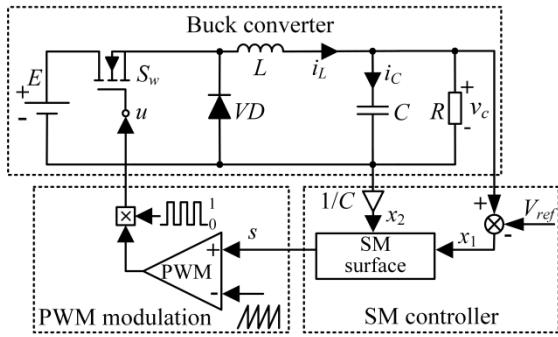 Buck converter
E
S_w
L
i_L
i_C
u
VD
C
R
v_c
+
-
+
-
1/C
x_2
+
-
V_ref
1
0
s
x_1
PWM
+
-
SM
surface
PWM modulation
SM controller